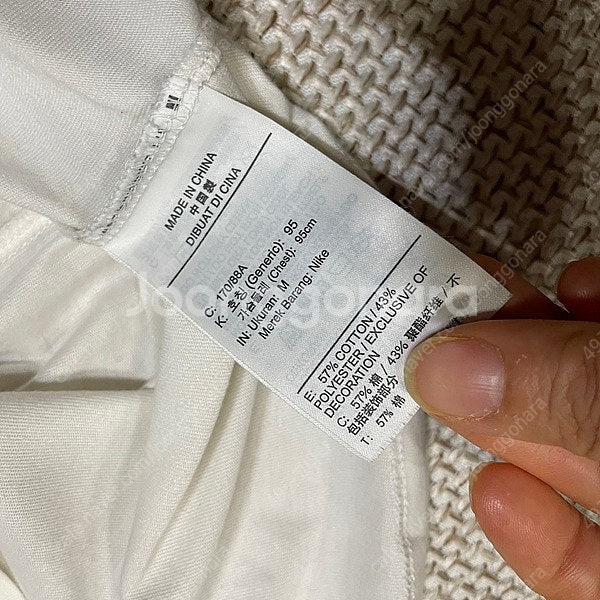 MADE IN CHINA
中國製
DIBUAT DI CINA
C: 170/88A
K: 호칭 (Generic): 95
가슴둘레 (Chest): 95cm
IN: Ukuran: M
Merek Barang: Nike
E: 57% COTTON / 43%
POLYESTER / EXCLUSIVE OF
DECORATION
C: 57% 棉 / 43% 聚酯纤维 / 不
包括装饰部分
T: 57% 棉
Joonggonara